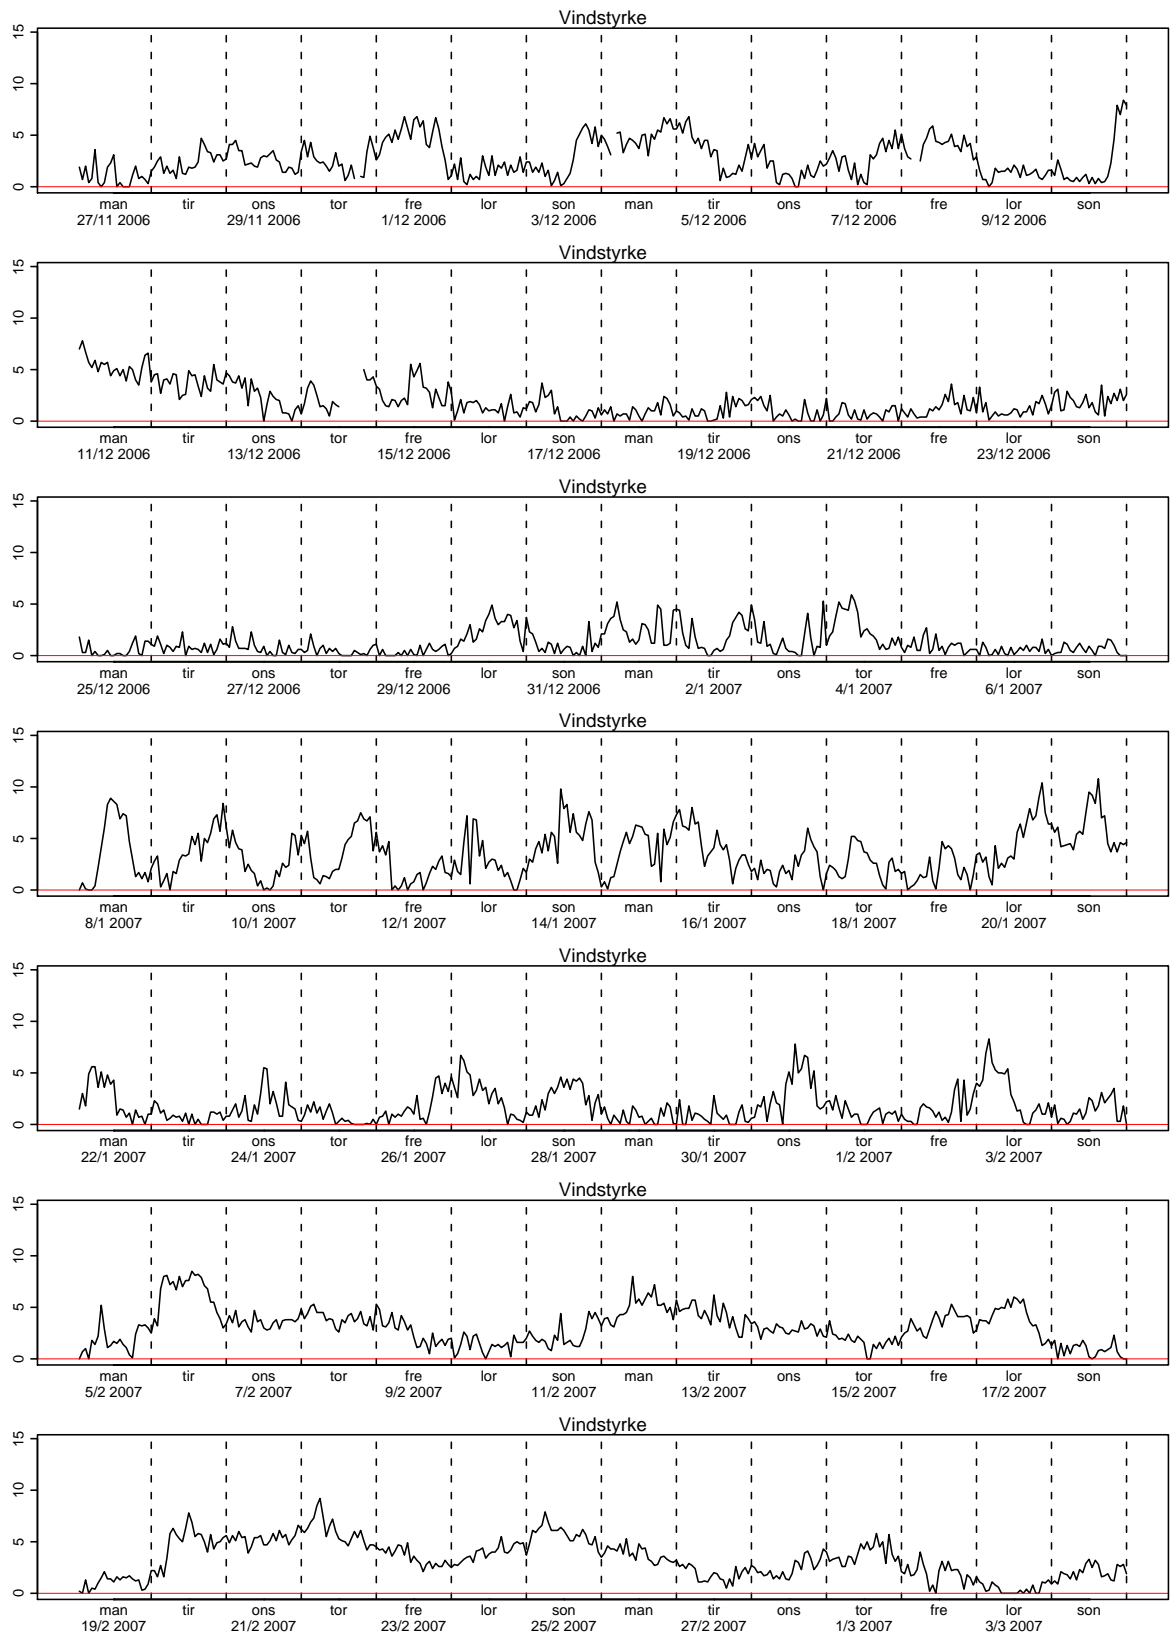 Vindstyrke
15
10
5
0
man tir ons tor fre lor son man tir ons tor fre lor son
27/11 2006 29/11 2006 1/12 2006 3/12 2006 5/12 2006 7/12 2006 9/12 2006
Vindstyrke
15
10
5
0
man tir ons tor fre lor son man tir ons tor fre lor son
11/12 2006 13/12 2006 15/12 2006 17/12 2006 19/12 2006 21/12 2006 23/12 2006
Vindstyrke
15
10
5
0
man tir ons tor fre lor son man tir ons tor fre lor son
25/12 2006 27/12 2006 29/12 2006 31/12 2006 2/1 2007 4/1 2007 6/1 2007
Vindstyrke
15
10
5
0
man tir ons tor fre lor son man tir ons tor fre lor son
8/1 2007 10/1 2007 12/1 2007 14/1 2007 16/1 2007 18/1 2007 20/1 2007
Vindstyrke
15
10
5
0
man tir ons tor fre lor son man tir ons tor fre lor son
22/1 2007 24/1 2007 26/1 2007 28/1 2007 30/1 2007 1/2 2007 3/2 2007
Vindstyrke
15
10
5
0
man tir ons tor fre lor son man tir ons tor fre lor son
5/2 2007 7/2 2007 9/2 2007 11/2 2007 13/2 2007 15/2 2007 17/2 2007
Vindstyrke
15
10
5
0
man tir ons tor fre lor son man tir ons tor fre lor son
19/2 2007 21/2 2007 23/2 2007 25/2 2007 27/2 2007 1/3 2007 3/3 2007